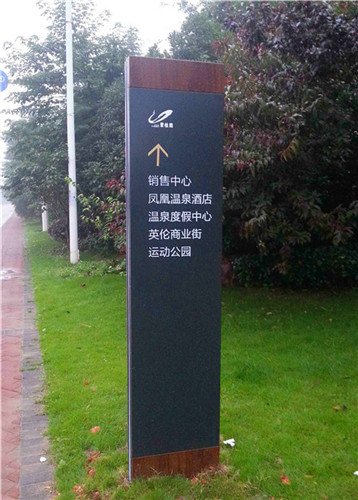 销售中心
凤凰温泉酒店
温泉度假中心
英伦商业街
运动公园